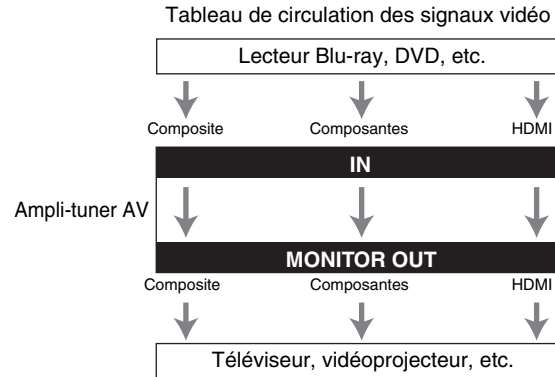 Tableau de circulation des signaux vidéo
Lecteur Blu-ray, DVD, etc.
Composite Composantes HDMI
IN
Ampli-tuner AV
MONITOR OUT
Composite Composantes HDMI
Téléviseur, vidéoprojecteur, etc.